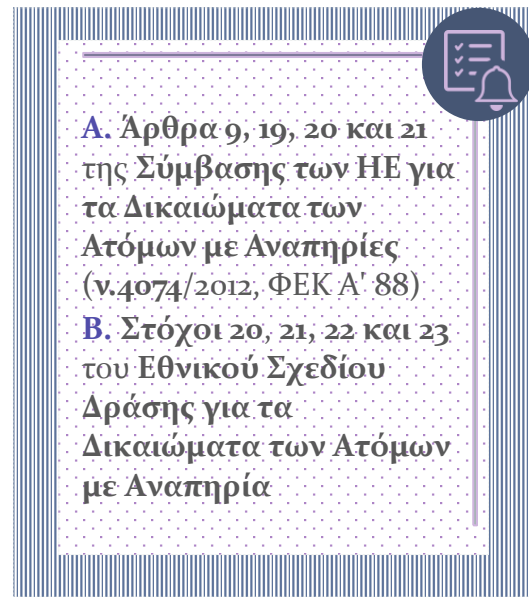 Α. Άρθρα 9, 19, 20 και 21
της Σύμβασης των ΗΕ για
τα Δικαιώματα των
Ατόμων με Αναπηρίες
(ν.4074/2012, ΦΕΚ Α' 88)
Β. Στόχοι 20, 21, 22 και 23
του Εθνικού Σχεδίου
Δράσης για τα
Δικαιώματα των Ατόμων
με Αναπηρία